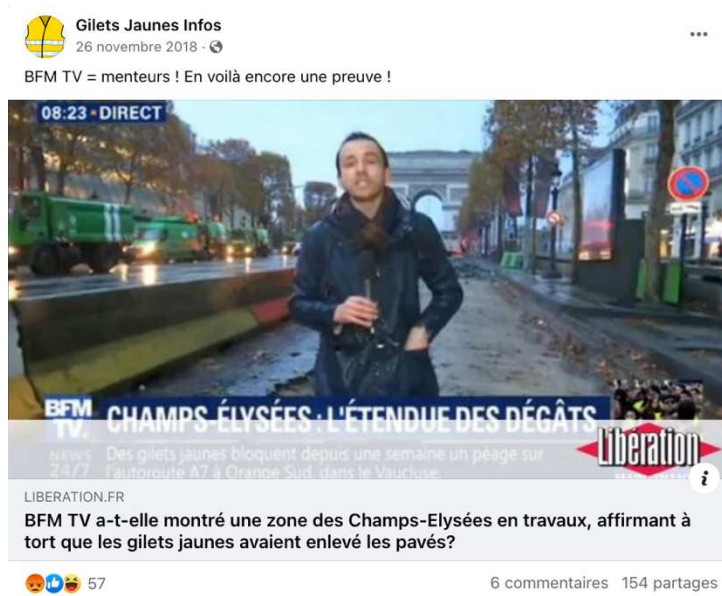 Gilets Jaunes Infos
26 novembre 2018 ·
BFM TV = menteurs ! En voilà encore une preuve !
08:23 DIRECT
BFM
TV.
CHAMPS-ÉLYSÉES : L'ÉTENDUE DES DÉGÂTS
NEWS
24/7
Des gilets jaunes bloquent depuis une semaine un péage sur
l'autoroute A7 à Orange Sud, dans le Vaucluse.
Libération
LIBERATION.FR
BFM TV a-t-elle montré une zone des Champs-Elysées en travaux, affirmant à
tort que les gilets jaunes avaient enlevé les pavés?
57
6 commentaires 154 partages